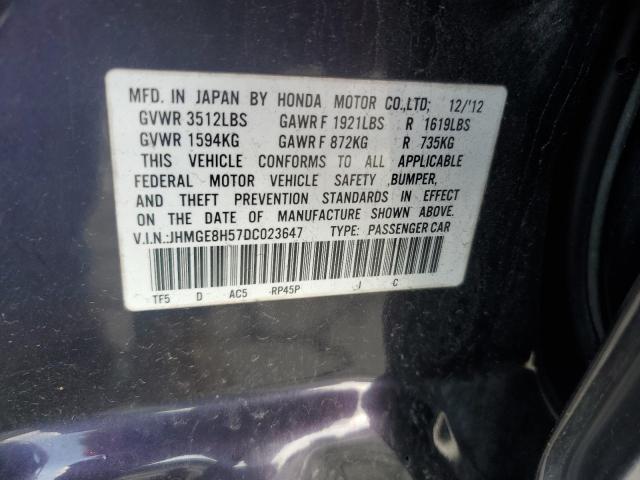 MFD. IN JAPAN BY HONDA MOTOR CO.,LTD; 12/'12
GVWR 3512LBS GAWR F 1921LBS R 1619LBS
GVWR 1594KG GAWR F 872KG R 735KG
THIS VEHICLE CONFORMS TO ALL APPLICABLE
FEDERAL MOTOR VEHICLE SAFETY ,BUMPER,
AND THEFT PREVENTION STANDARDS IN EFFECT
ON THE DATE OF MANUFACTURE SHOWN ABOVE.
V.I.N.:JHMGE8H57DC023647 TYPE: PASSENGER CAR
TF5 D AC5 RP45P J C